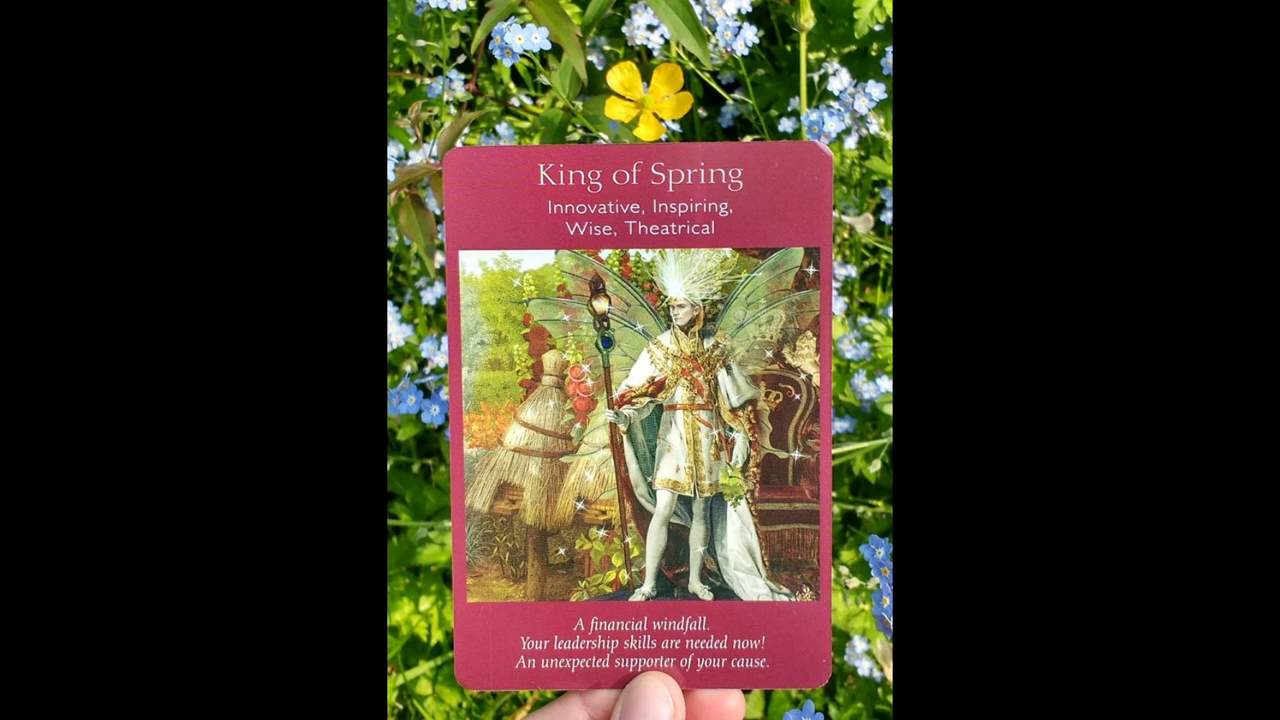 King of Spring
Innovative, Inspiring,
Wise, Theatrical
A financial windfall.
Your leadership skills are needed now!
An unexpected supporter of your cause.